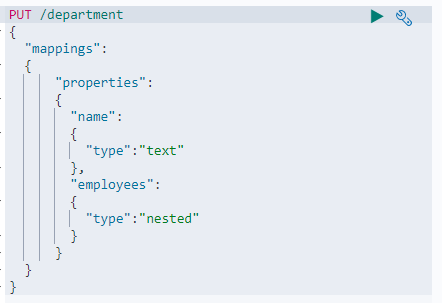 PUT /department
{
"mappings":
{
"properties":
{
"name":
{
"type":"text"
},
"employees":
{
"type":"nested"
}
}
}
}